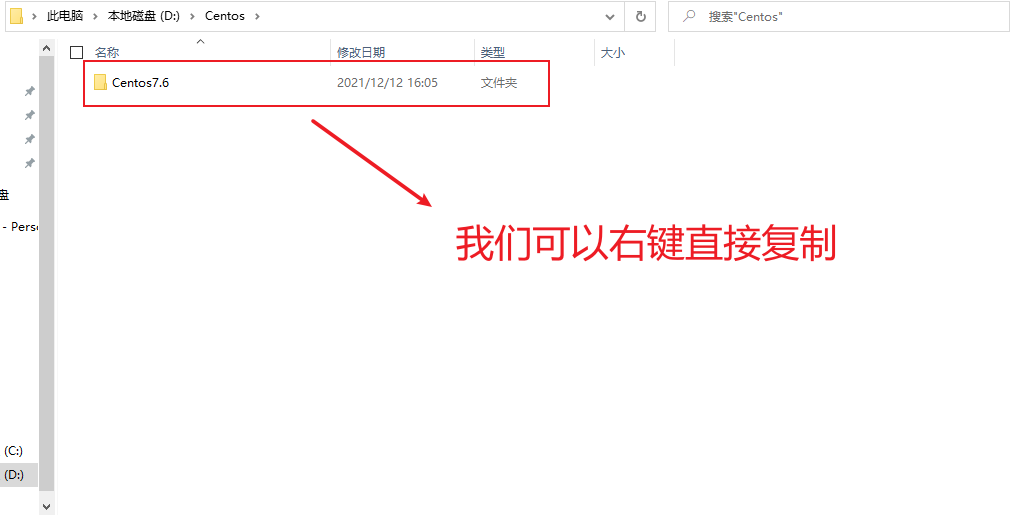 此电脑 > 本地磁盘 (D:) > Centos >
搜索"Centos"
名称 修改日期 类型 大小
Centos7.6 2021/12/12 16:05 文件夹
盘
- Perso
我们可以右键直接复制
(C:)
(D:)